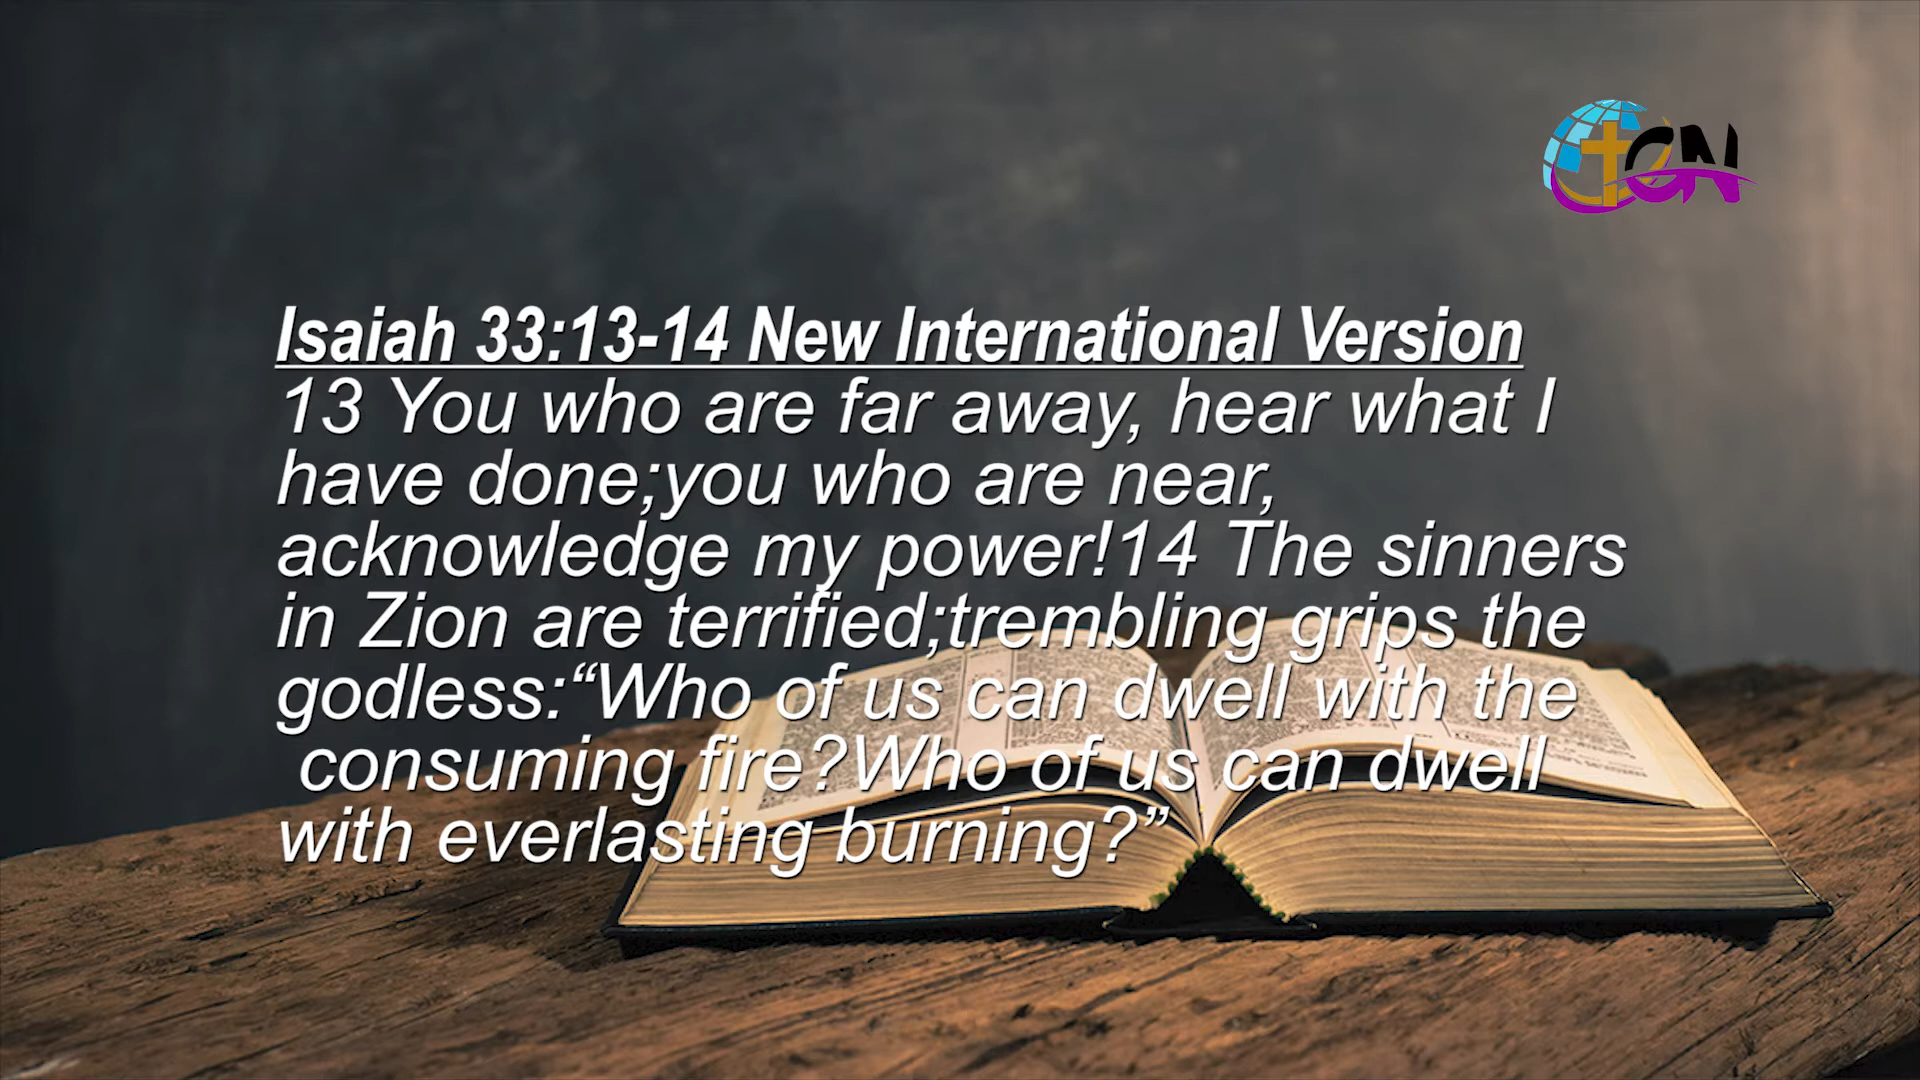 GN
Isaiah 33:13-14 New International Version
13 You who are far away, hear what I
have done;you who are near,
acknowledge my power!14 The sinners
in Zion are terrified;trembling grips the
godless:“Who of us can dwell with the
consuming fire?Who of us can dwell
with everlasting burning?”